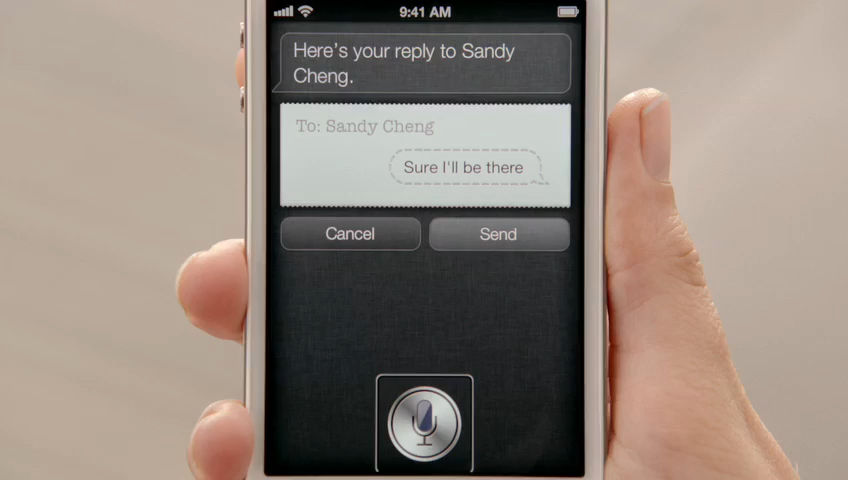 9:41 AM
Here's your reply to Sandy
Cheng.
To: Sandy Cheng
Sure I'll be there
Cancel
Send